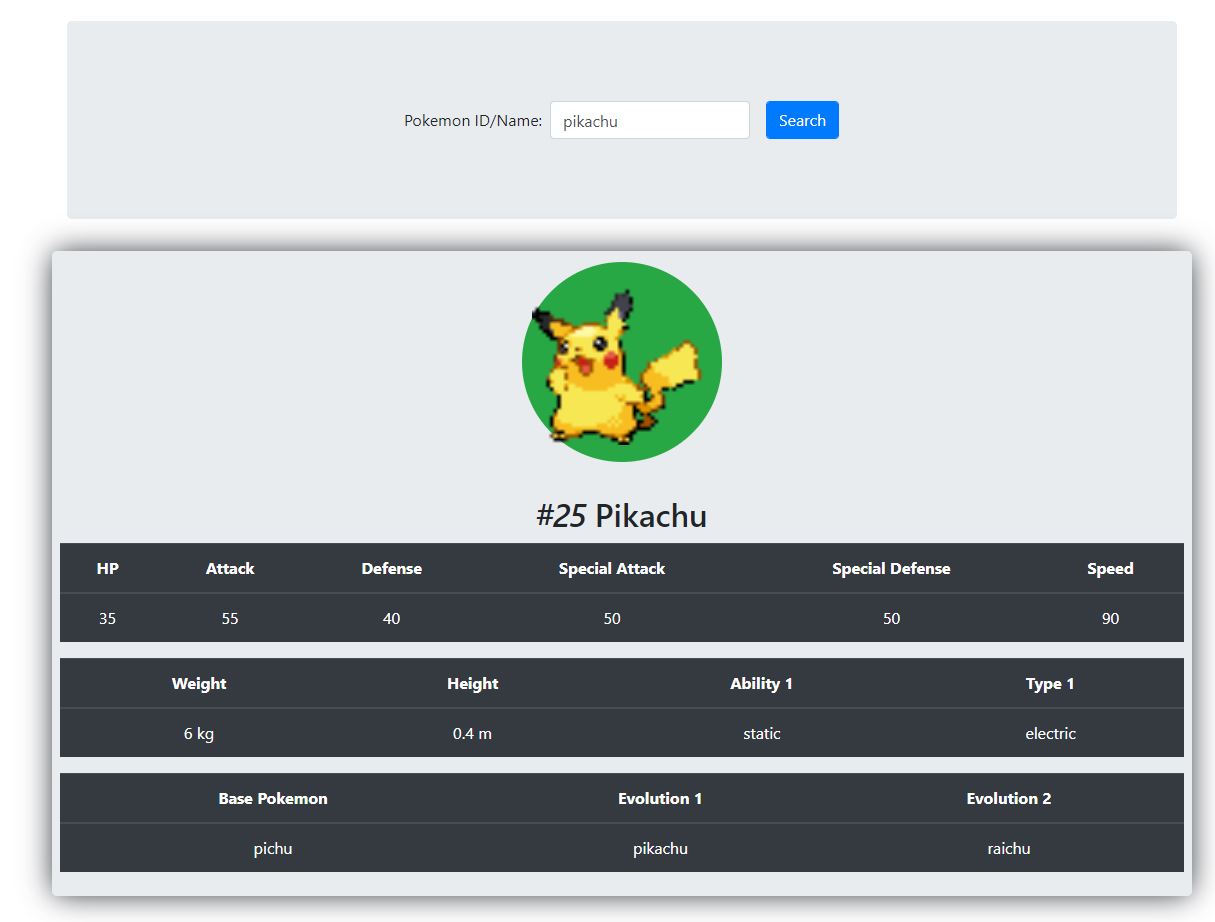 Pokemon ID/Name: pikachu Search
#25 Pikachu
HP Attack Defense Special Attack Special Defense Speed
35 55 40 50 50 90
Weight Height Ability 1 Type 1
6 kg 0.4 m static electric
Base Pokemon Evolution 1 Evolution 2
pichu pikachu raichu